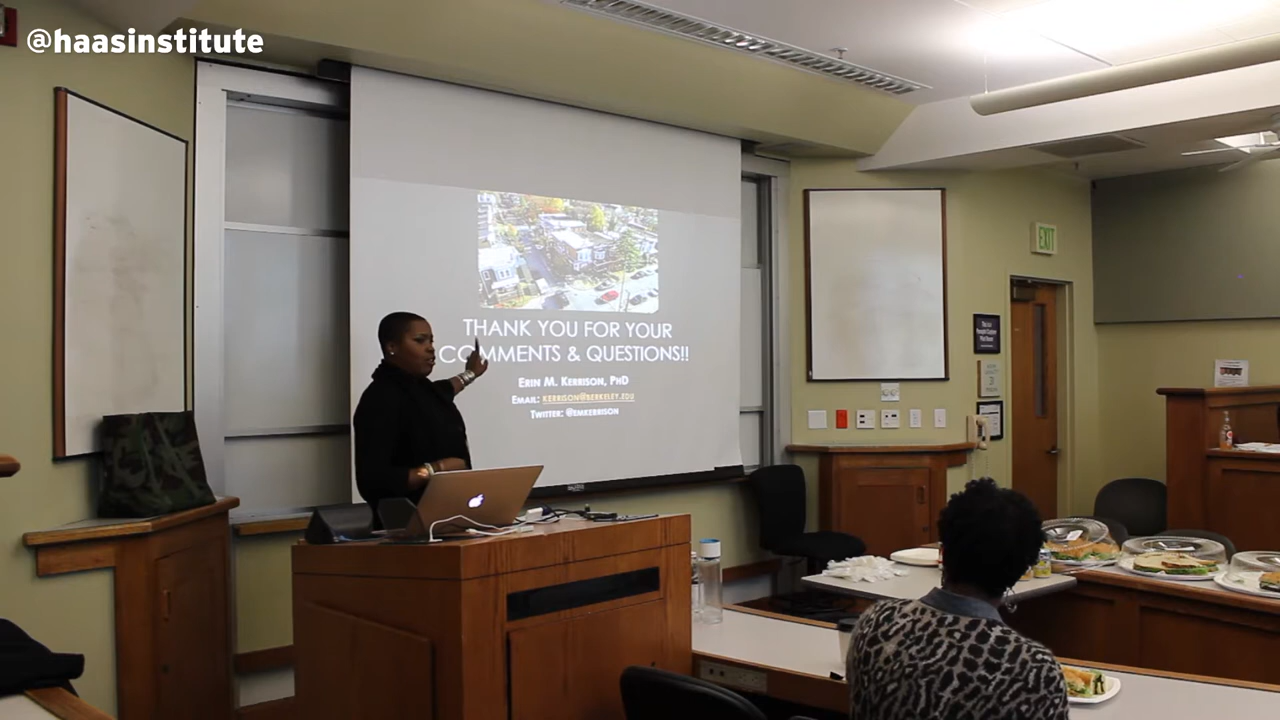 @haasinstitute
THANK YOU FOR YOUR
COMMENTS & QUESTIONS!!
ERIN M. KERRISON, PHD
EMAIL: KERRISON@BERKELEY.EDU
TWITTER: @EMKERRISON
EXIT